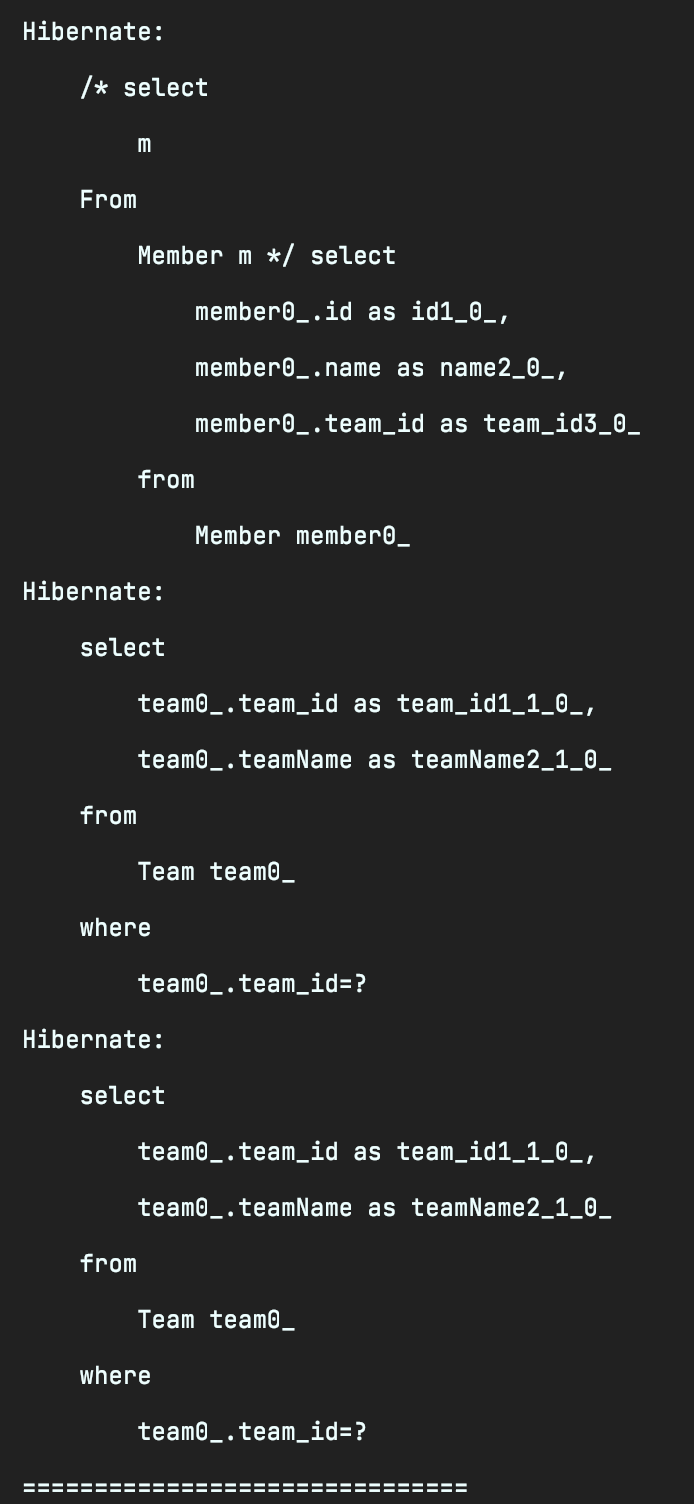 Hibernate:
    /* select
        m
    From
        Member m */ select
            member0_.id as id1_0_,
            member0_.name as name2_0_,
            member0_.team_id as team_id3_0_
        from
            Member member0_
Hibernate:
    select
        team0_.team_id as team_id1_1_0_,
        team0_.teamName as teamName2_1_0_
    from
        Team team0_
    where
        team0_.team_id=?
Hibernate:
    select
        team0_.team_id as team_id1_1_0_,
        team0_.teamName as teamName2_1_0_
    from
        Team team0_
    where
        team0_.team_id=?
===============================